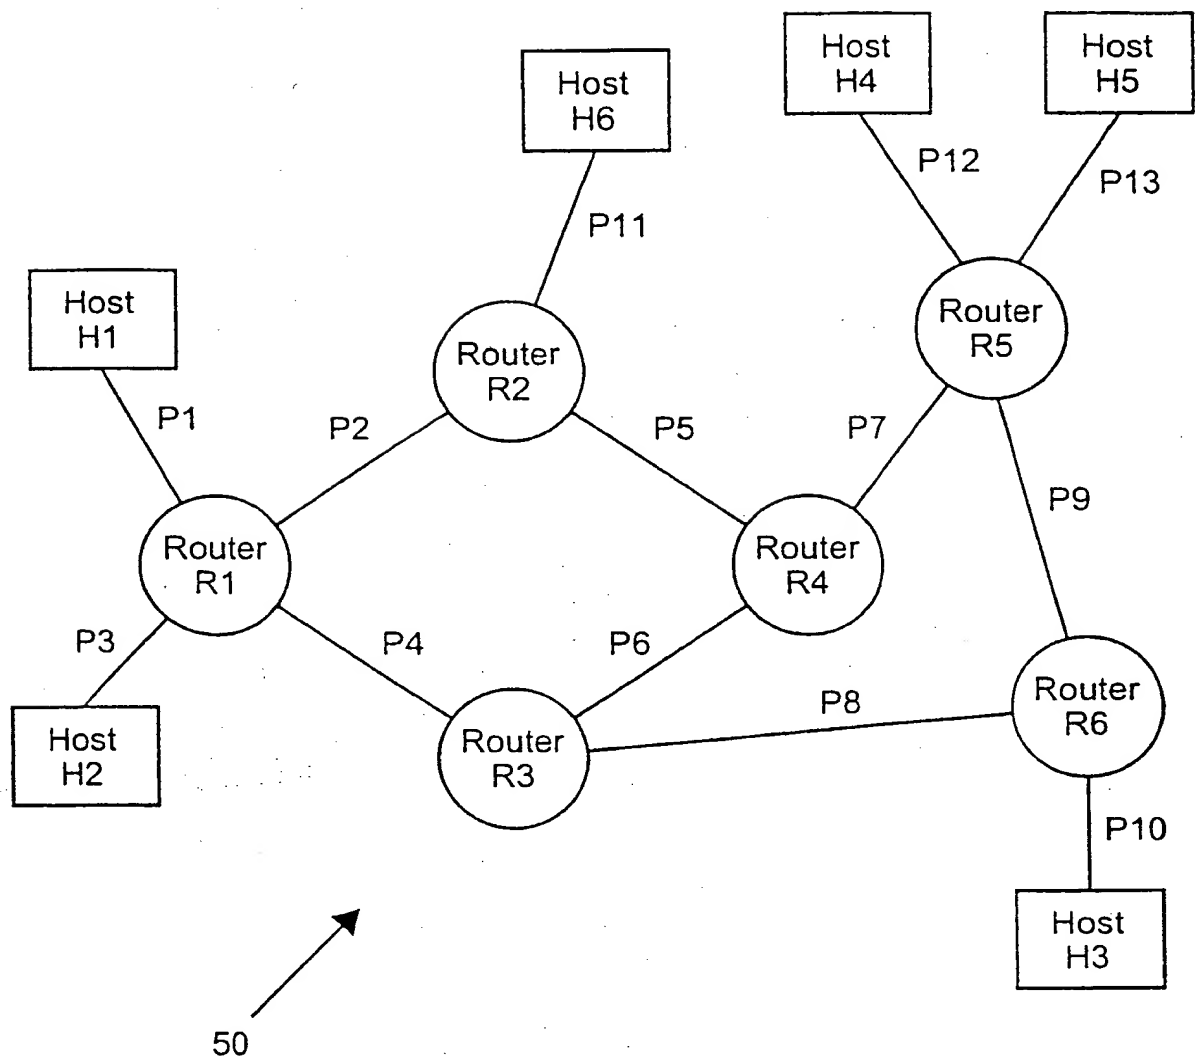 Host
H4
Host
H5
Host
H6
P12
P13
P11
Host
H1
Router
R5
Router
R2
P1
P2
P5
P7
P9
Router
R1
Router
R4
P3
P4
P6
Router
R6
P8
Host
H2
Router
R3
P10
Host
H3
50